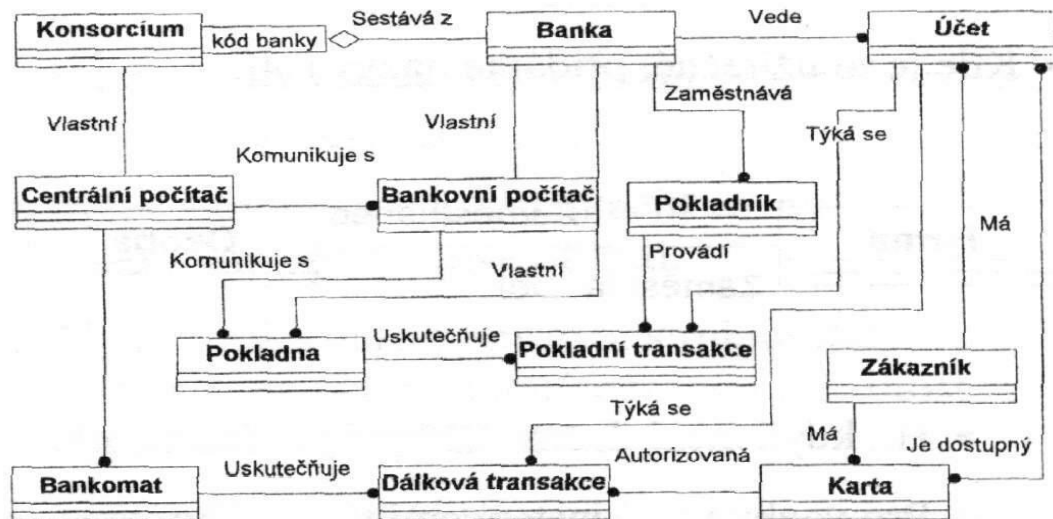 Konsorcium
kód banky
Sestává z
Banka
Vede
Účet
Vlastní
Vlastní
Zaměstnává
Týká se
Komunikuje s
Centrální počítač
Bankovní počítač
Pokladník
Má
Komunikuje s
Vlastní
Provádí
Pokladna
Uskutečňuje
Pokladní transakce
Zákazník
Týká se
Má
Je dostupný
Uskutečňuje
Autorizovaná
Bankomat
Dálková transakce
Karta